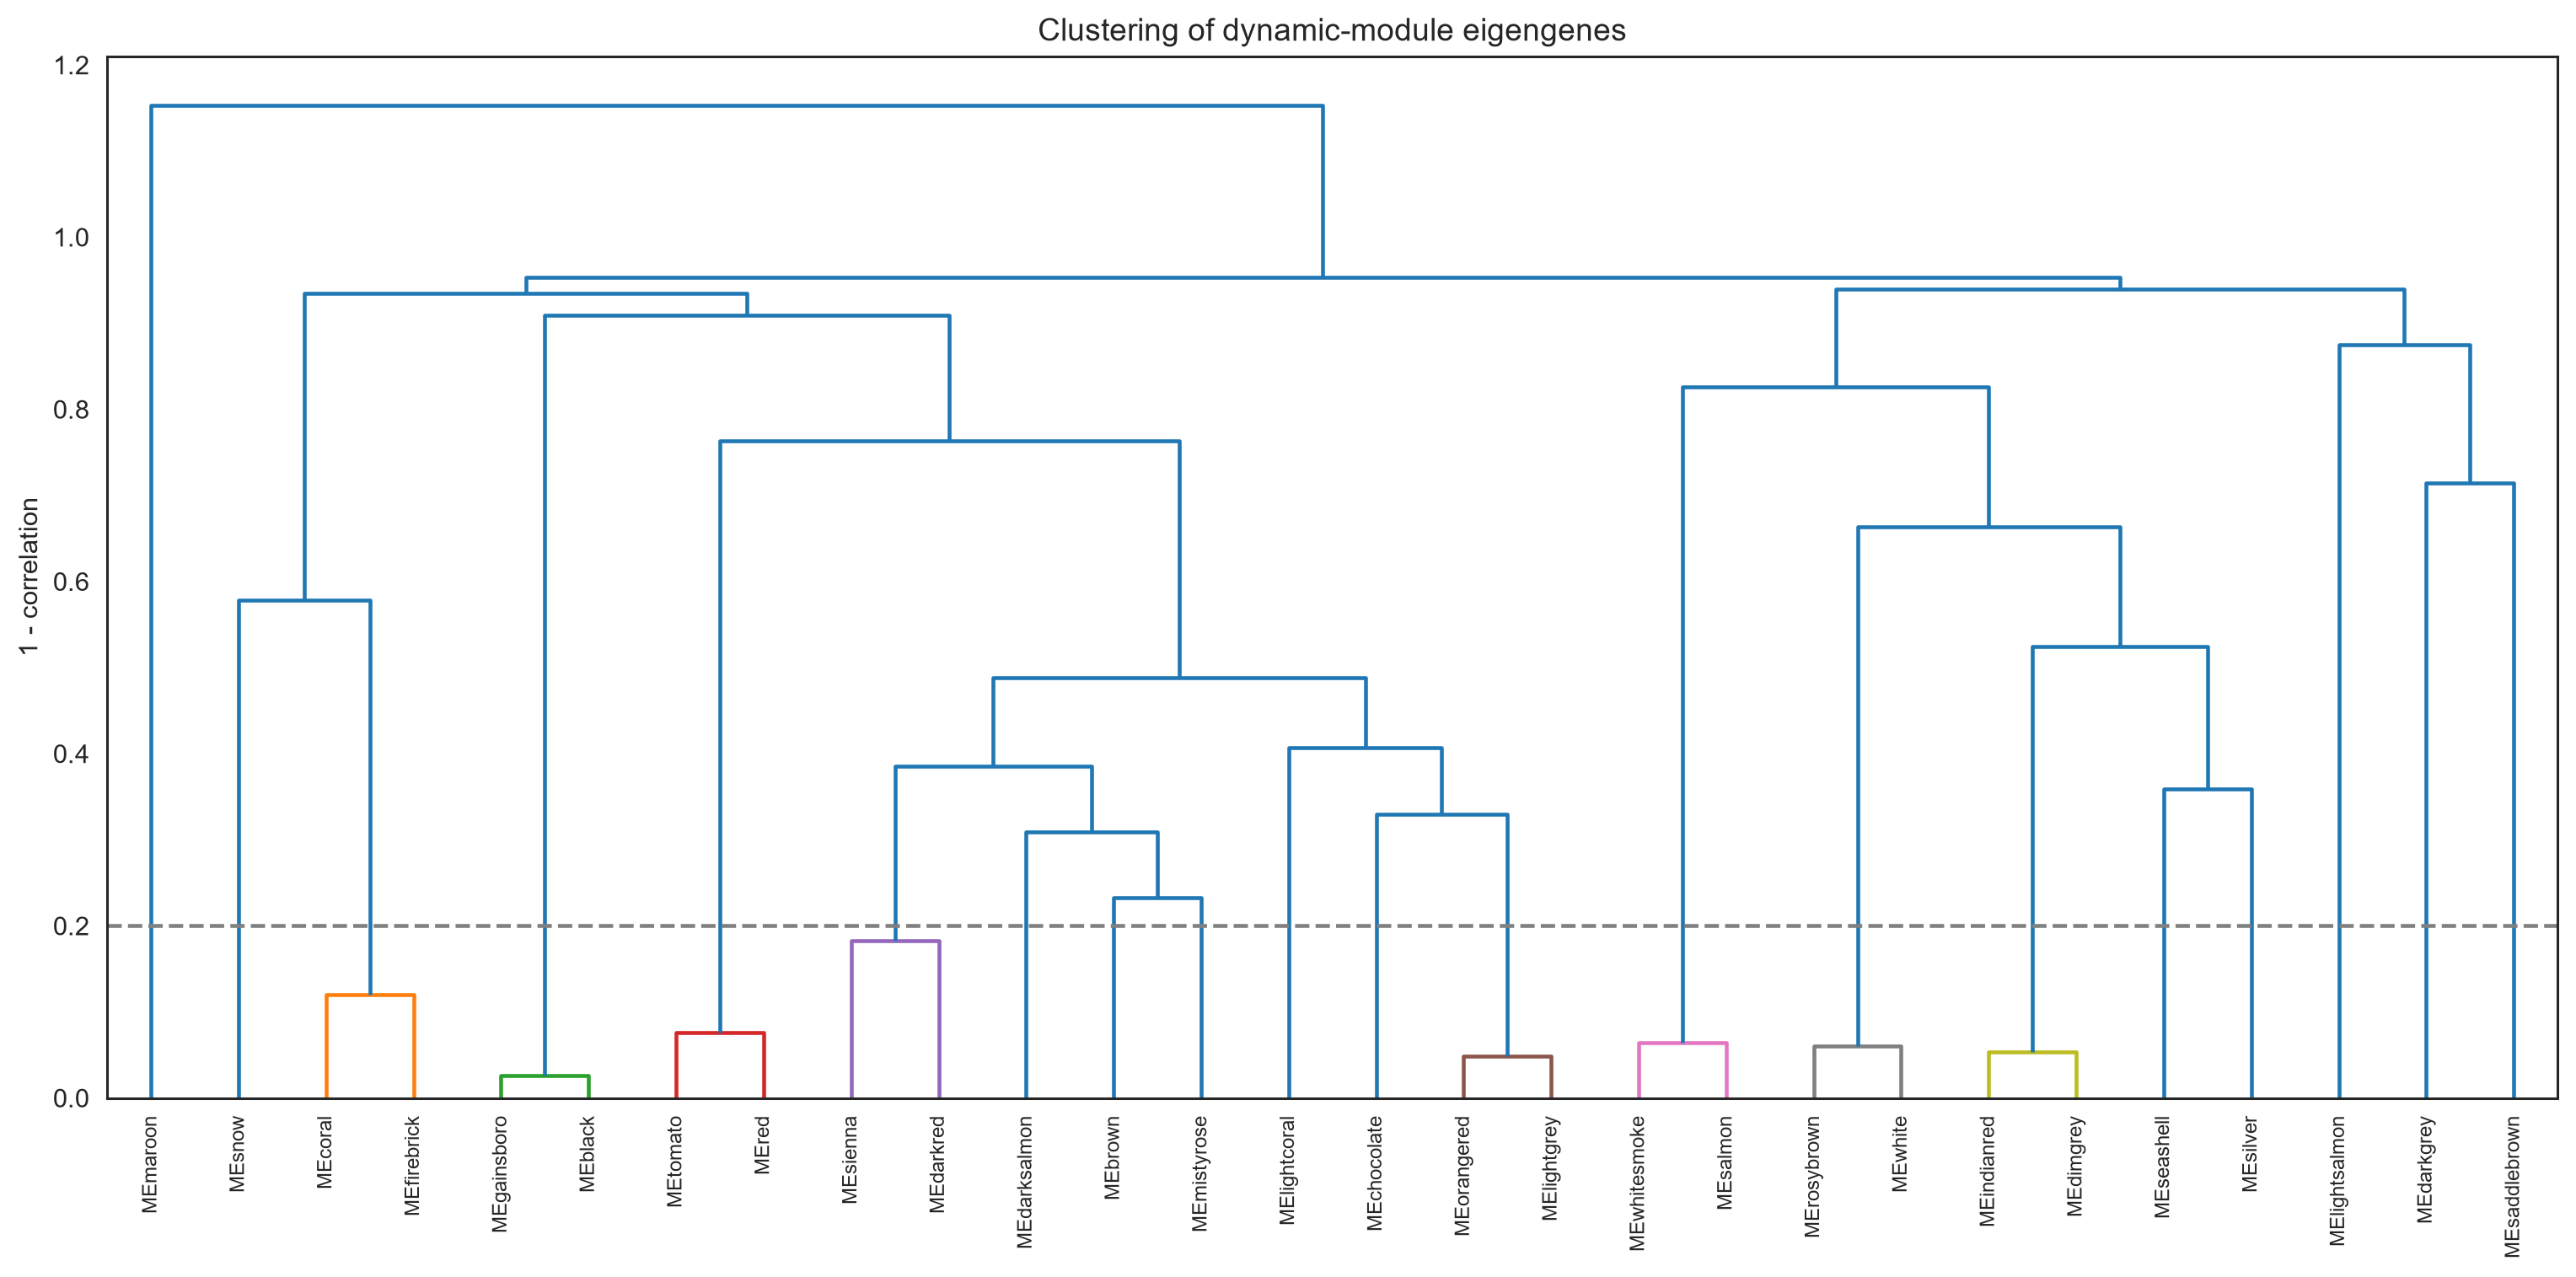 Clustering of dynamic-module eigengenes
1.2
1.0
0.8
0.6
0.4
0.2
0.0
1 - correlation
MEmaroon
MEsnow
MEcoral
MEfirebrick
MEgainsboro
MEblack
MEtomato
MEred
MEsienna
MEdarkred
MEdarksalmon
MEbrown
MEmistyrose
MElightcoral
MEchocolate
MEorangered
MElightgrey
MEwhitesmoke
MEsalmon
MErosybrown
MEwhite
MEindianred
MEdimgrey
MEseashell
MEsilver
MElightsalmon
MEdarkgrey
MEsaddlebrown